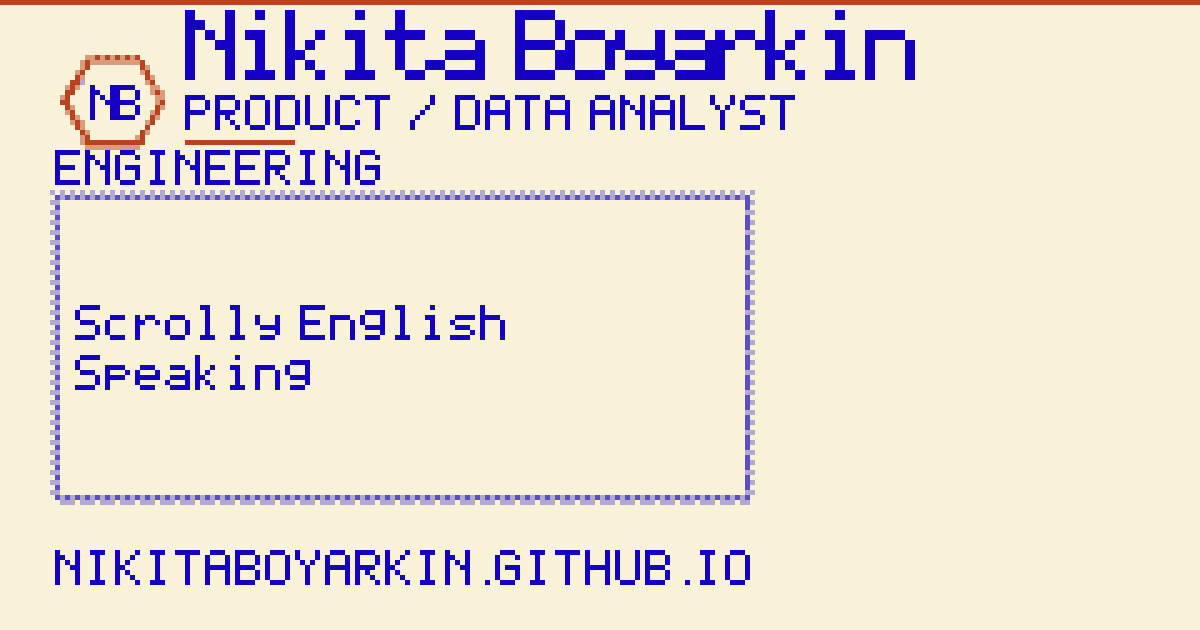 Nikita Boyarkin
NB
PRODUCT / DATA ANALYST
ENGINEERING
Scrolly English
Speaking
NIKITABOYARKIN.GITHUB.IO